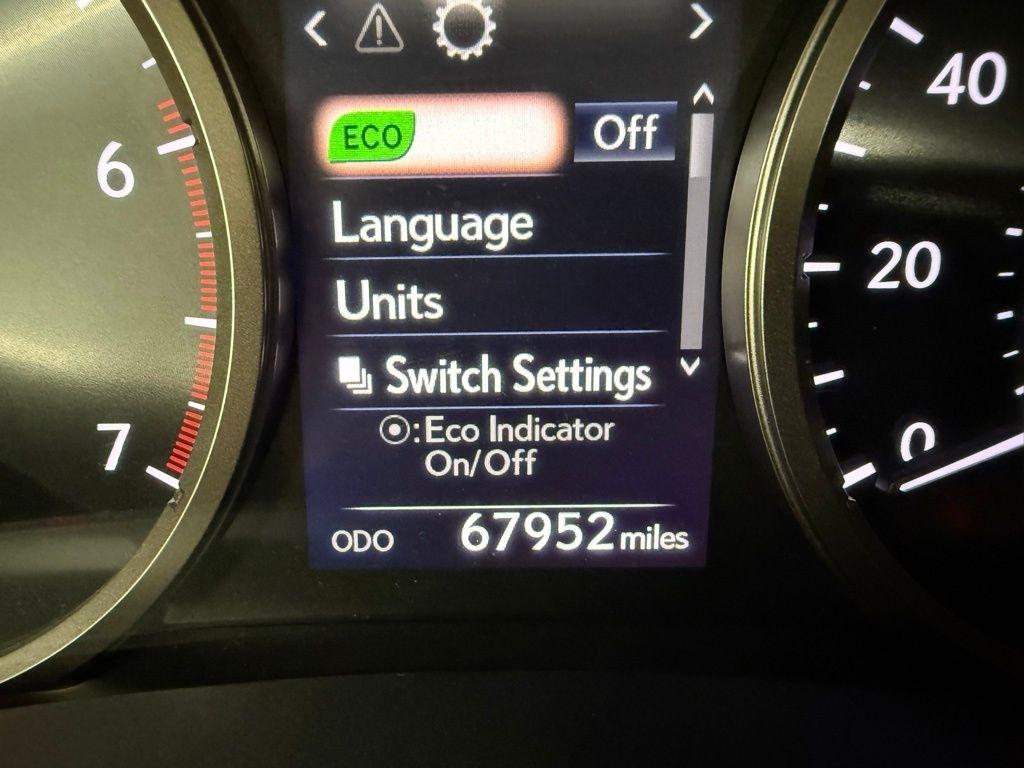 ECO Off
Language
Units
Switch Settings
:Eco Indicator
On/Off
ODO 67952 miles
6
7
40
20
0